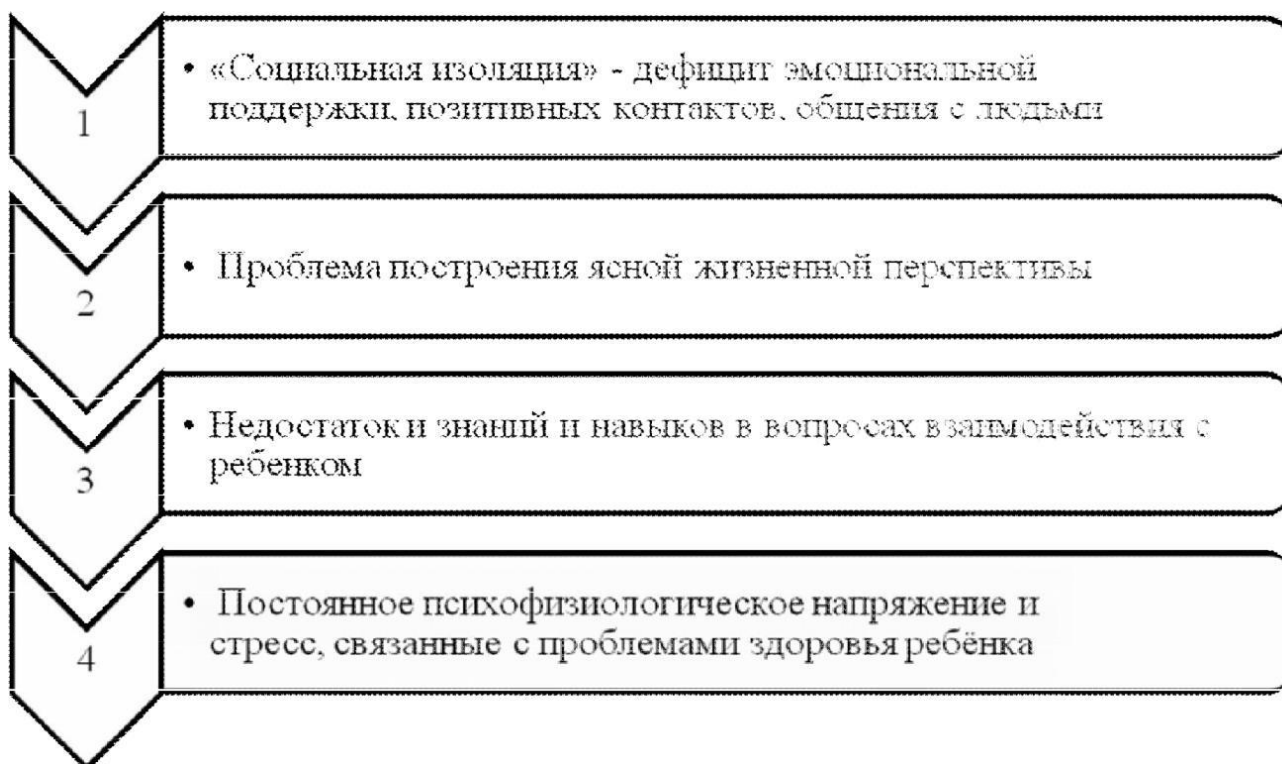 1
• «Социальная изоляция» - дефицит эмоциональной
поддержки, позитивных контактов, общения с людьми
2
• Проблема построения ясной жизненной перспективы
3
• Недостаток и знаний и навыков в вопросах взаимодействия с
ребенком
4
• Постоянное психофизиологическое напряжение и
стресс, связанные с проблемами здоровья ребёнка